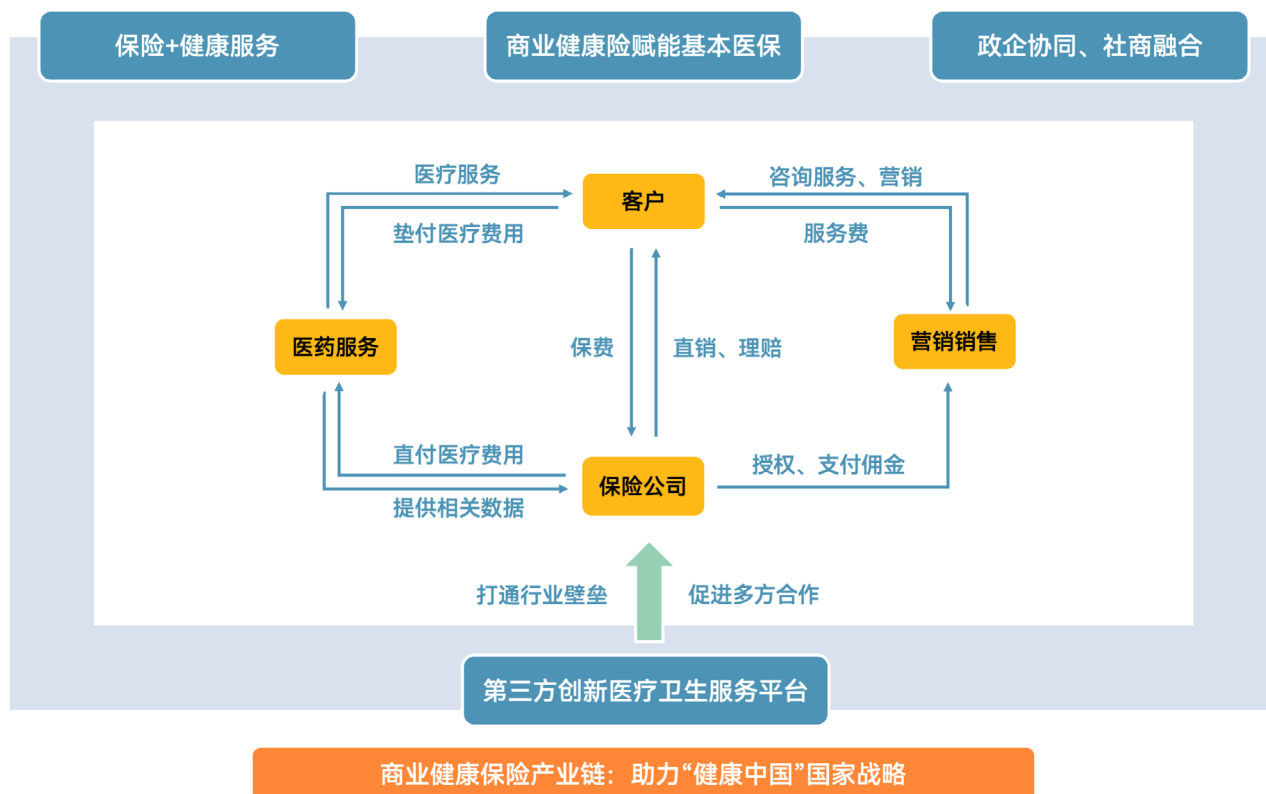 保险+健康服务
商业健康险赋能基本医保
政企协同、社商融合
医疗服务
客户
咨询服务、营销
垫付医疗费用
服务费
医药服务
保费
直销、理赔
营销销售
直付医疗费用
保险公司
授权、支付佣金
提供相关数据
打通行业壁垒
促进多方合作
第三方创新医疗卫生服务平台
商业健康保险产业链：助力“健康中国”国家战略